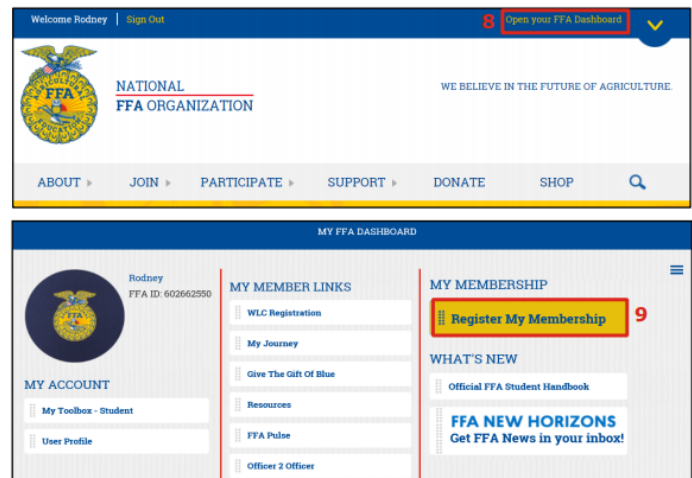 Welcome Rodney | Sign Out
8 Open your FFA Dashboard
AGRICULTURAL
FFA
EDUCATION
NATIONAL
FFA ORGANIZATION
WE BELIEVE IN THE FUTURE OF AGRICULTURE.
ABOUT JOIN PARTICIPATE SUPPORT DONATE SHOP
MY FFA DASHBOARD
Rodney
FFA ID: 602662550
FFA
MY ACCOUNT
My Toolbox - Student
User Profile
MY MEMBER LINKS
WLC Registration
My Journey
Give The Gift Of Blue
Resources
FFA Pulse
Officer 2 Officer
MY MEMBERSHIP
Register My Membership 9
WHAT'S NEW
Official FFA Student Handbook
FFA NEW HORIZONS
Get FFA News in your inbox!